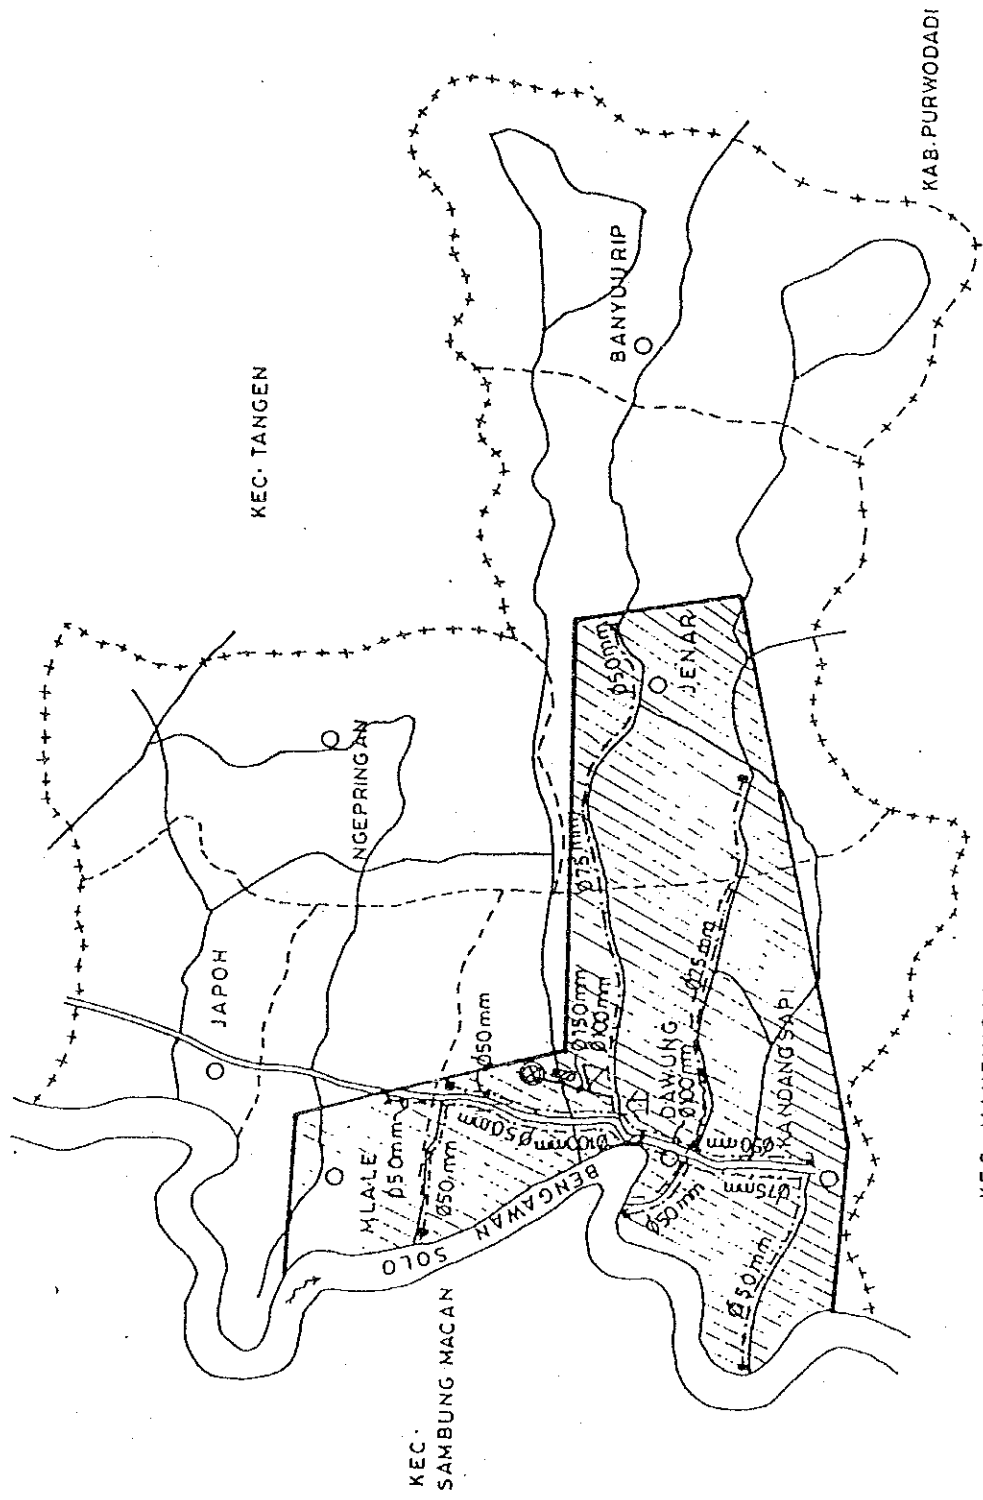 KAB. PURWODADI
KEC. TANGEN
BANYUURIP
NGEPRINGAN
JAPOH
JENAR
Ø50mm
Ø75mm
Ø75mm
Ø150mm
Ø100mm
DAWUNG
Ø100mm
KANDANGSAPI
Ø50mm
Ø50mm
Ø100mm
Ø50mm
Ø75mm
MLALE
Ø50mm
Ø50mm
Ø50mm
Ø50mm
BENGAWAN SOLO
KEC.
SAMBUNG MACAN